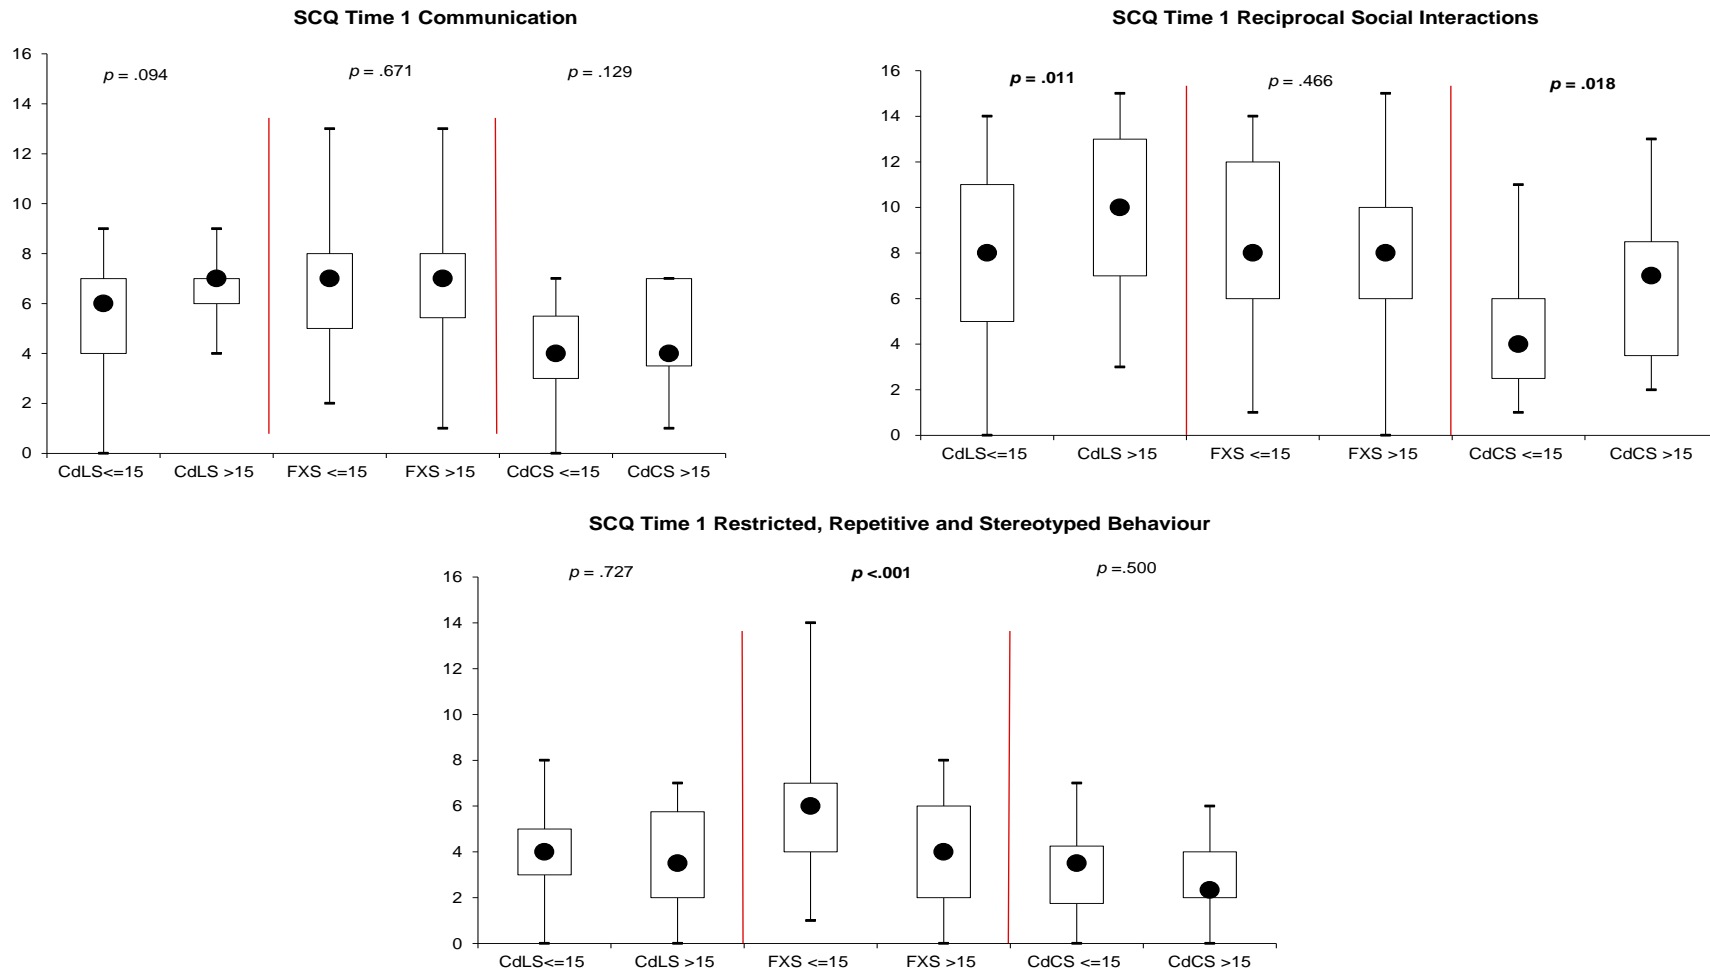 SCQ Time 1 Communication
p = .094
p = .671
p = .129
16
14
12
10
8
6
4
2
0
CdLS<=15 CdLS >15 FXS <=15 FXS >15 CdCS <=15 CdCS >15
SCQ Time 1 Reciprocal Social Interactions
p = .011
p = .466
p = .018
16
14
12
10
8
6
4
2
0
CdLS<=15 CdLS >15 FXS <=15 FXS >15 CdCS <=15 CdCS >15
SCQ Time 1 Restricted, Repetitive and Stereotyped Behaviour
p = .727
p <.001
p =.500
16
14
12
10
8
6
4
2
0
CdLS<=15 CdLS >15 FXS <=15 FXS >15 CdCS <=15 CdCS >15